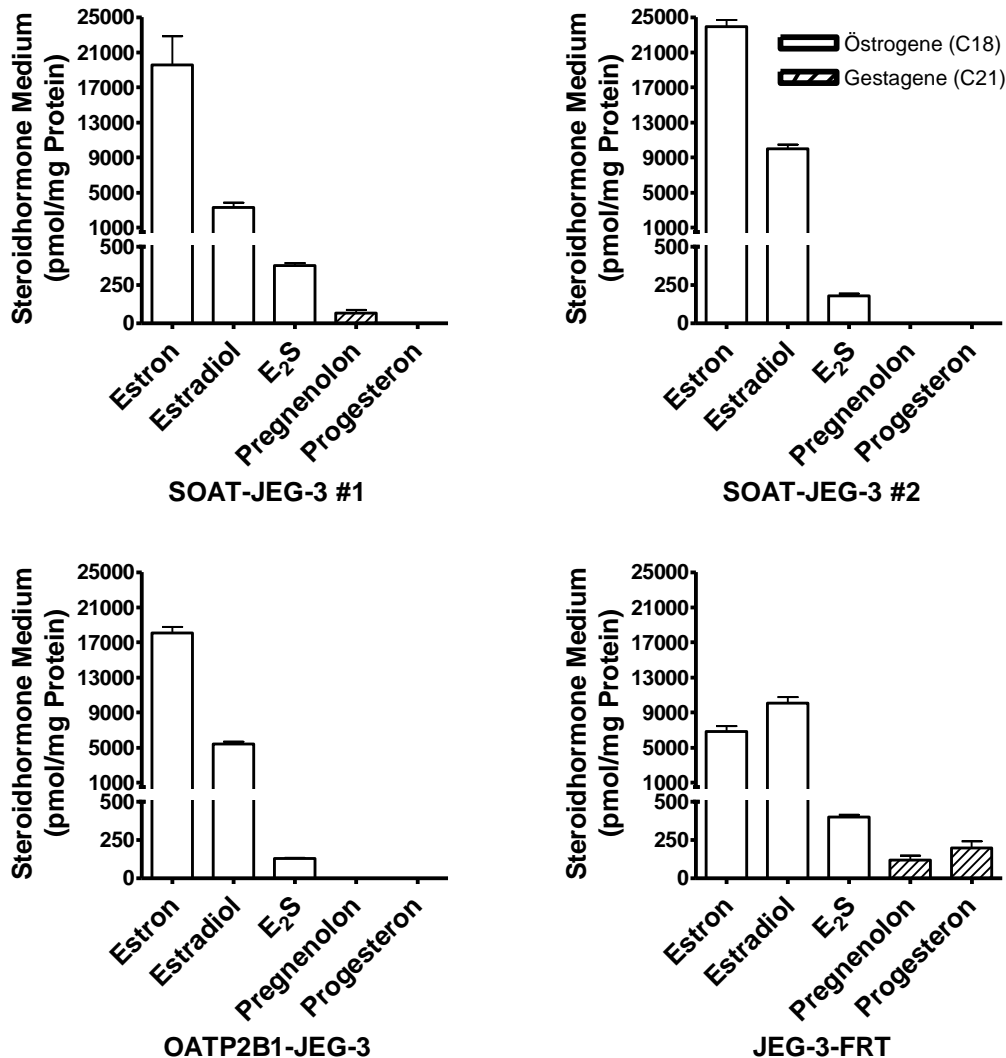 Steroidhormone Medium
(pmol/mg Protein)
25000
21000
17000
13000
9000
5000
1000
500
250
0
Estron
Estradiol
E₂S
Pregnenolon
Progesteron
SOAT-JEG-3 #1
Steroidhormone Medium
(pmol/mg Protein)
25000
21000
17000
13000
9000
5000
1000
500
250
0
Östrogene (C18)
Gestagene (C21)
Estron
Estradiol
E₂S
Pregnenolon
Progesteron
SOAT-JEG-3 #2
Steroidhormone Medium
(pmol/mg Protein)
25000
21000
17000
13000
9000
5000
1000
500
250
0
Estron
Estradiol
E₂S
Pregnenolon
Progesteron
OATP2B1-JEG-3
Steroidhormone Medium
(pmol/mg Protein)
25000
21000
17000
13000
9000
5000
1000
500
250
0
Estron
Estradiol
E₂S
Pregnenolon
Progesteron
JEG-3-FRT